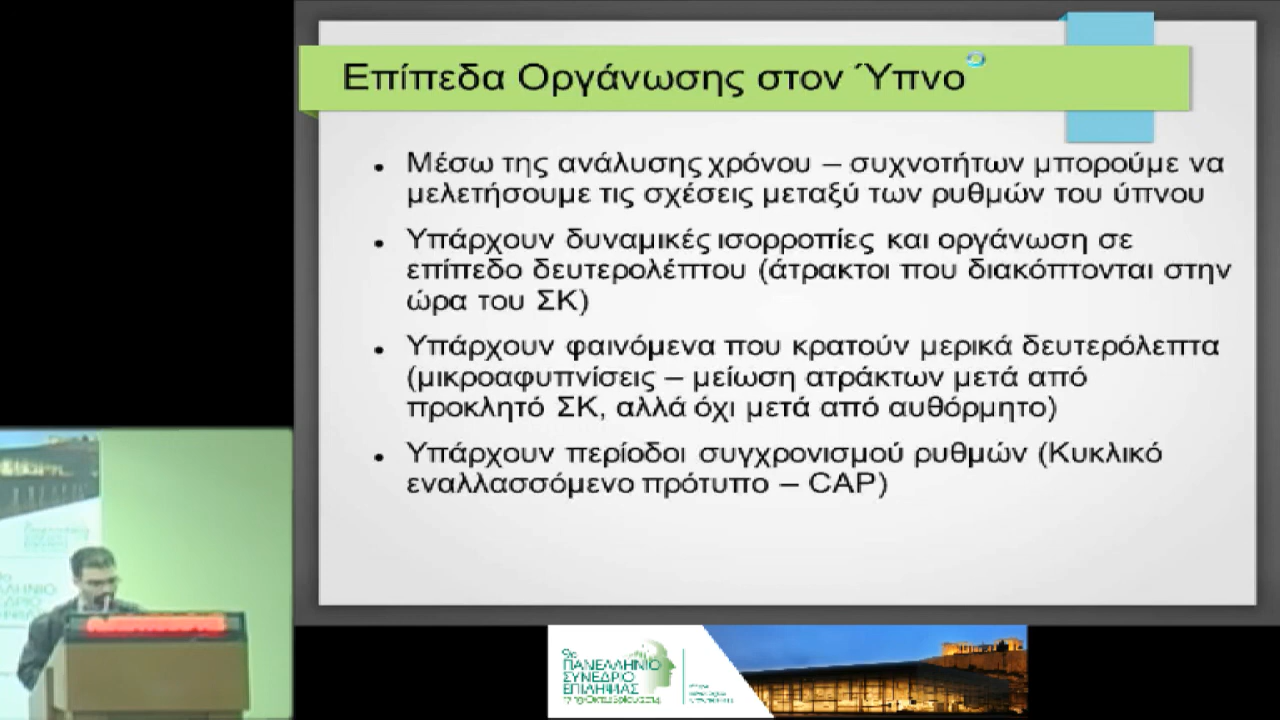 Επίπεδα Οργάνωσης στον Ύπνο
• Μέσω της ανάλυσης χρόνου – συχνοτήτων μπορούμε να
μελετήσουμε τις σχέσεις μεταξύ των ρυθμών του ύπνου
• Υπάρχουν δυναμικές ισορροπίες και οργάνωση σε
επίπεδο δευτερολέπτου (άτρακτοι που διακόπτονται στην
ώρα του ΣΚ)
• Υπάρχουν φαινόμενα που κρατούν μερικά δευτερόλεπτα
(μικροαφυπνίσεις – μείωση ατράκτων μετά από
προκλητό ΣΚ, αλλά όχι μετά από αυθόρμητο)
• Υπάρχουν περίοδοι συγχρονισμού ρυθμών (Κυκλικό
εναλλασσόμενο πρότυπο – CAP)
9ο
ΠΑΝΕΛΛΗΝΙΟ
ΣΥΝΕΔΡΙΟ
ΕΠΙΛΗΨΙΑΣ